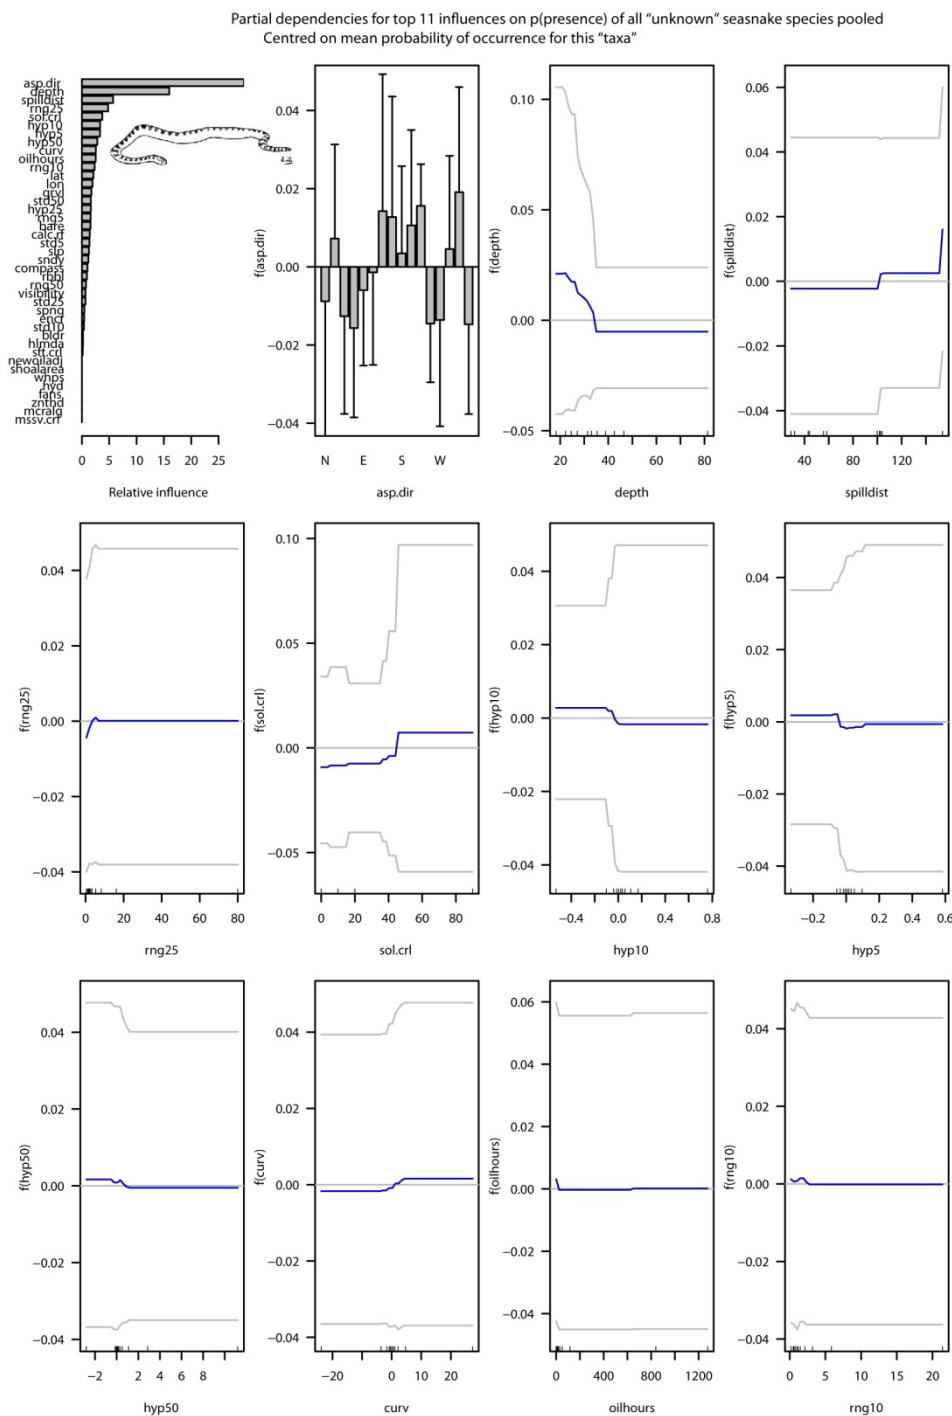 Partial dependencies for top 11 influences on p(presence) of all “unknown” seasnake species pooled
Centred on mean probability of occurrence for this “taxa”
asp.dir
depth
spilldist
rng25
sol.crl
hyp10
hyp5
hyp50
curv
oilhours
rng10
lat
lon
grvl
std50
hyp25
rng5
bare
calc.rf
std5
slp
sndy
compass
rbbl
rng50
visibility
std25
spng
encr
std10
bldr
hlmda
sft.crl
newoiladj
shoalarea
whps
hyd
fans
znthd
mcralg
mssv.crl
0 5 10 15 20 25
Relative influence
f(asp.dir)
0.04
0.02
0.00
−0.02
−0.04
N E S W
asp.dir
f(depth)
0.10
0.05
0.00
−0.05
20 40 60 80
depth
f(spilldist)
0.06
0.04
0.02
0.00
−0.02
−0.04
40 80 120
spilldist
f(rng25)
0.04
0.02
0.00
−0.02
−0.04
0 20 40 60 80
rng25
f(sol.crl)
0.10
0.05
0.00
−0.05
0 20 40 60 80
sol.crl
f(hyp10)
0.04
0.02
0.00
−0.02
−0.04
−0.4 0.0 0.4 0.8
hyp10
f(hyp5)
0.04
0.02
0.00
−0.02
−0.04
−0.2 0.0 0.2 0.4 0.6
hyp5
f(hyp50)
0.04
0.02
0.00
−0.02
−0.04
−2 0 2 4 6 8
hyp50
f(curv)
0.04
0.02
0.00
−0.02
−0.04
−20 0 10 20
curv
f(oilhours)
0.06
0.04
0.02
0.00
−0.02
−0.04
0 400 800 1200
oilhours
f(rng10)
0.04
0.02
0.00
−0.02
−0.04
0 5 10 20
rng10